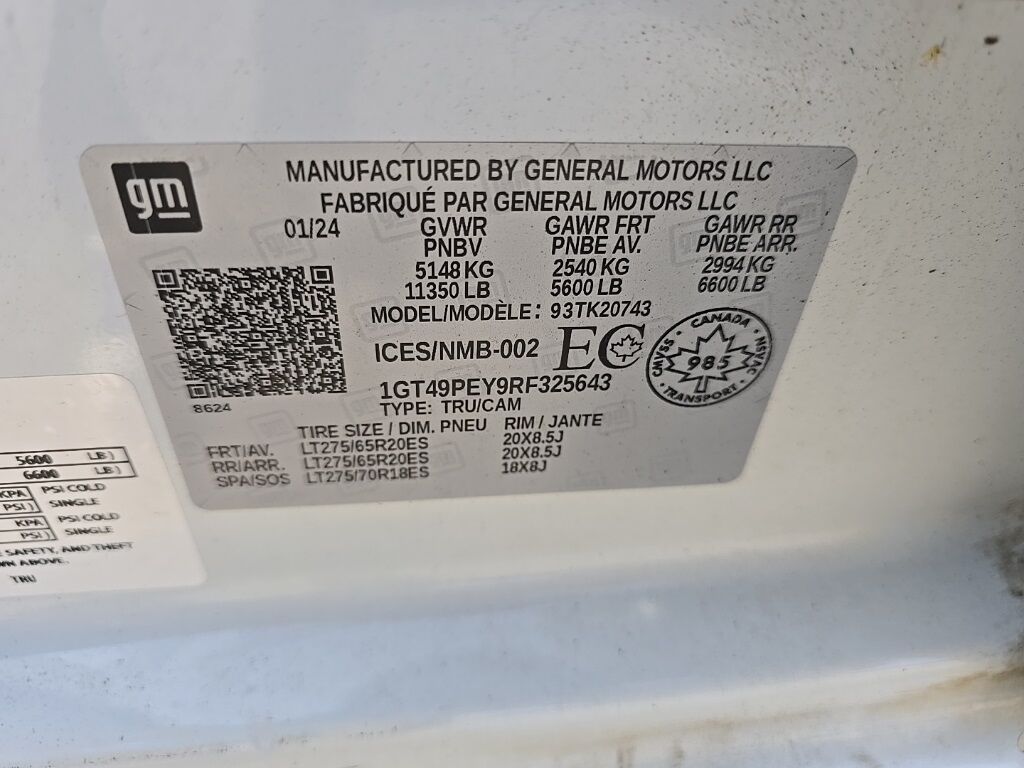 gm
MANUFACTURED BY GENERAL MOTORS LLC
FABRIQUÉ PAR GENERAL MOTORS LLC
01/24 GVWR GAWR FRT GAWR RR
PNBV PNBE AV. PNBE ARR.
5148 KG 2540 KG 2994 KG
11350 LB 5600 LB 6600 LB
MODEL/MODÈLE: 93TK20743
ICES/NMB-002 EC
CANADA
985
TRANSPORT
NSVAC
SVANC
1GT49PEY9RF325643
8624
TYPE: TRU/CAM
TIRE SIZE / DIM. PNEU RIM / JANTE
FRT/AV. LT275/65R20ES 20X8.5J
RR/ARR. LT275/65R20ES 20X8.5J
SPA/SOS LT275/70R18ES 18X8J
5600 LB)
6600 LB)
KPA PSI COLD
PSI) SINGLE
KPA PSI COLD
PSI) SINGLE
SAFETY, AND THEFT
WN ABOVE.
TRU